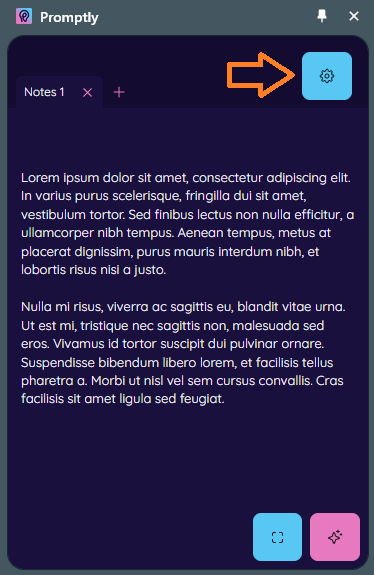 Promptly
Notes 1
Lorem ipsum dolor sit amet, consectetur adipiscing elit.
In varius purus scelerisque, fringilla dui sit amet,
vestibulum tortor. Sed finibus lectus non nulla efficitur, a
ullamcorper nibh tempus. Aenean tempus, metus at
placerat dignissim, purus mauris interdum nibh, et
lobortis risus nisi a justo.
Nulla mi risus, viverra ac sagittis eu, blandit vitae urna.
Ut est mi, tristique nec sagittis non, malesuada sed
eros. Vivamus id tortor suscipit dui pulvinar ornare.
Suspendisse bibendum libero lorem, et facilisis tellus
pharetra a. Morbi ut nisl vel sem cursus convallis. Cras
facilisis sit amet ligula sed feugiat.